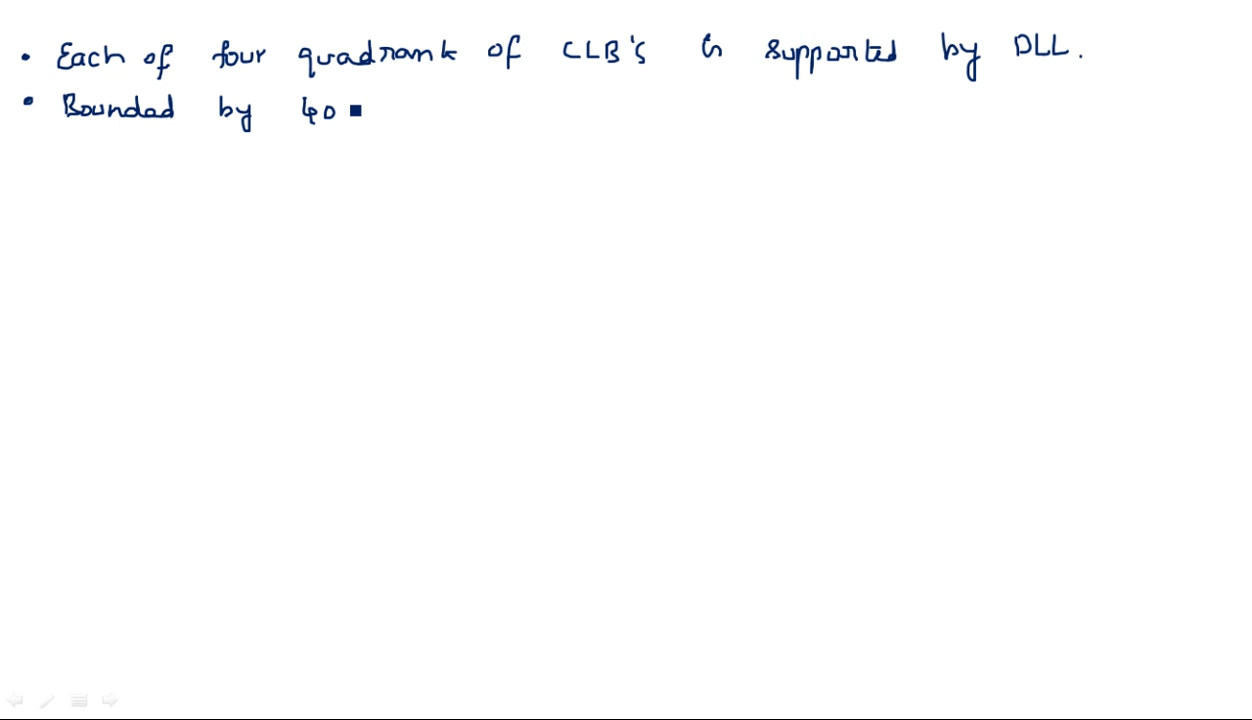 • Each of four quadrant of CLB's is supported by DLL.
• Bounded by 40